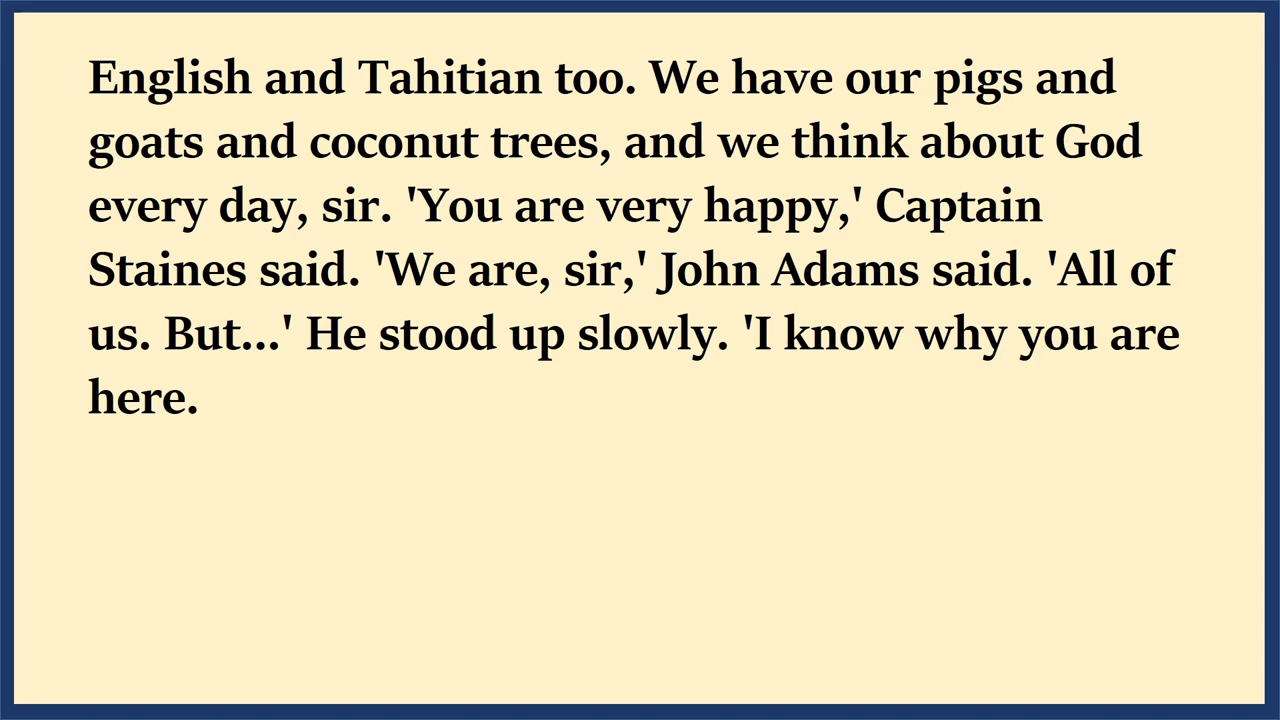 English and Tahitian too. We have our pigs and
goats and coconut trees, and we think about God
every day, sir. 'You are very happy,' Captain
Staines said. 'We are, sir,' John Adams said. 'All of
us. But...' He stood up slowly. 'I know why you are
here.